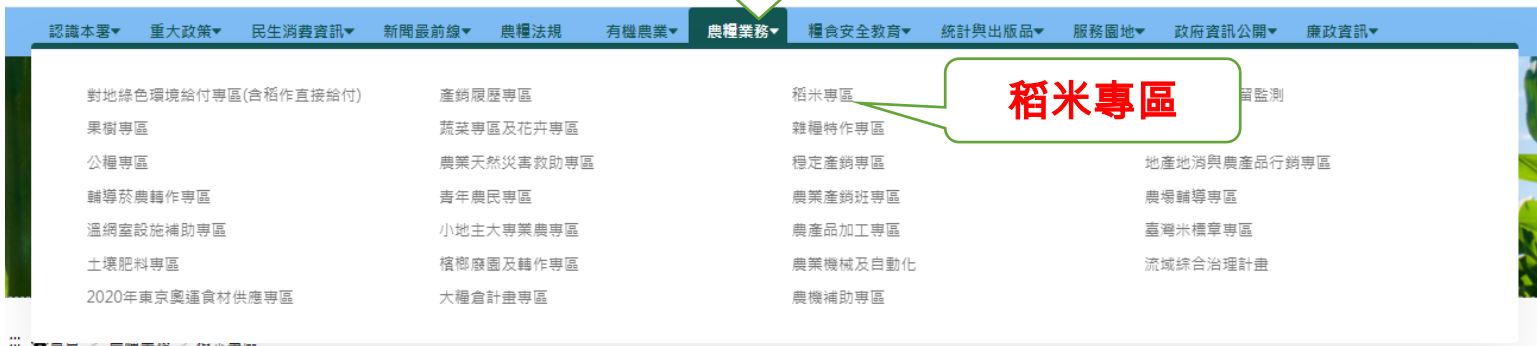 認識本署▾ 重大政策▾ 民生消費資訊▾ 新聞最前線▾ 農糧法規 有機農業▾ 農糧業務▾ 糧食安全教育▾ 統計與出版品▾ 服務園地▾ 政府資訊公開▾ 廉政資訊▾
對地綠色環境給付專區(含稻作直接給付) 產銷履歷專區 稻米專區 稻米專區 留監測
果樹專區 蔬菜專區及花卉專區 雜糧特作專區
公糧專區 農業天然災害救助專區 穩定產銷專區 地產地消與農產品行銷專區
輔導菸農轉作專區 青年農民專區 農業產銷班專區 農場輔導專區
溫網室設施補助專區 小地主大專業農專區 農產品加工專區 臺灣米標章專區
土壤肥料專區 檳榔廢園及轉作專區 農業機械及自動化 流域綜合治理計畫
2020年東京奧運食材供應專區 大糧倉計畫專區 農機補助專區